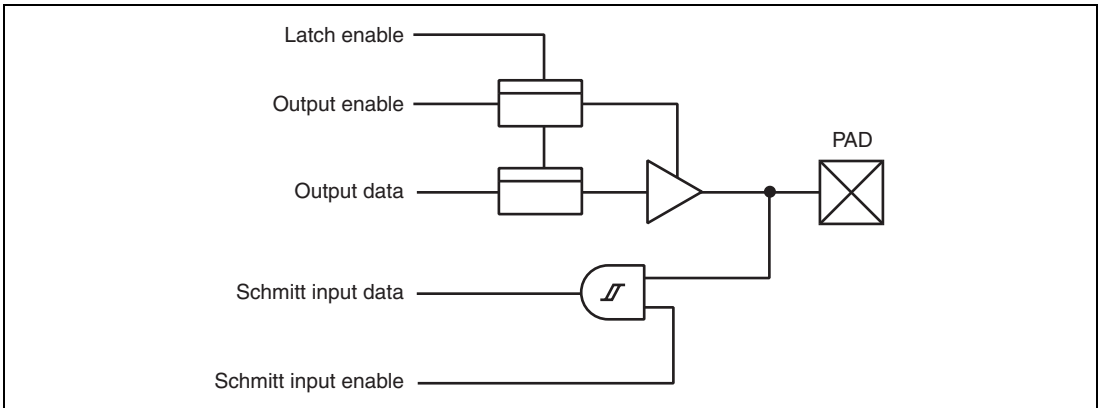 Latch enable
Output enable
PAD
Output data
Schmitt input data
Schmitt input enable